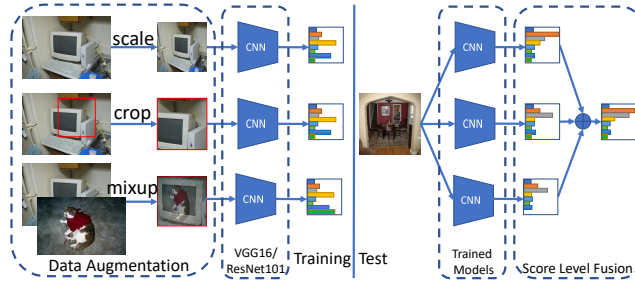 scale
CNN
CNN
crop
CNN
CNN
mixup
CNN
CNN
Data Augmentation
VGG16/
ResNet101
Training
Test
Trained
Models
Score Level Fusion